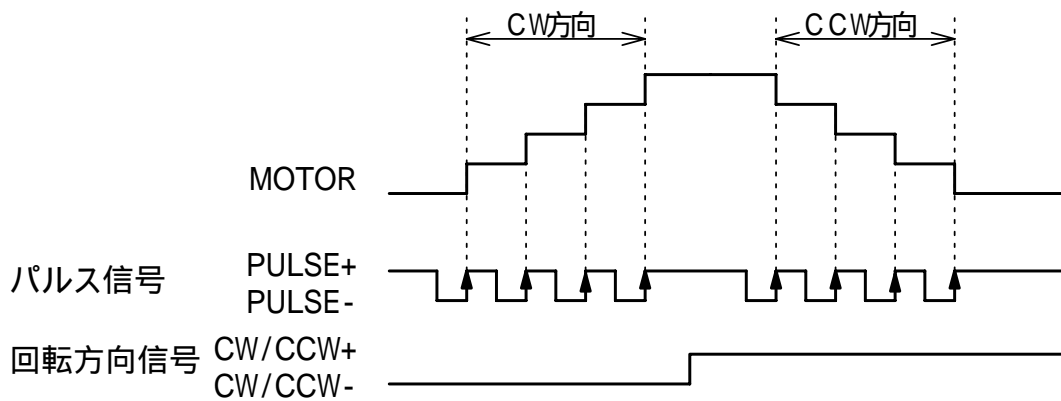 CW方向
CCW方向
MOTOR
パルス信号
PULSE+
PULSE-
回転方向信号
CW/CCW+
CW/CCW-